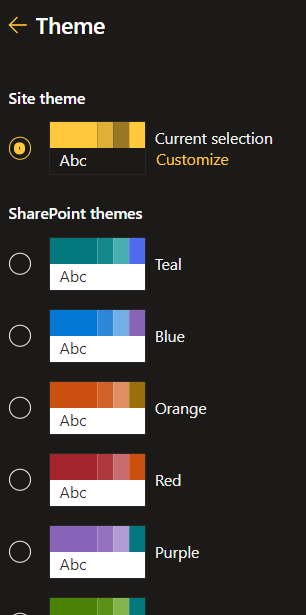 Theme
Site theme
Abc
Current selection
Customize
SharePoint themes
Abc
Teal
Abc
Blue
Abc
Orange
Abc
Red
Abc
Purple